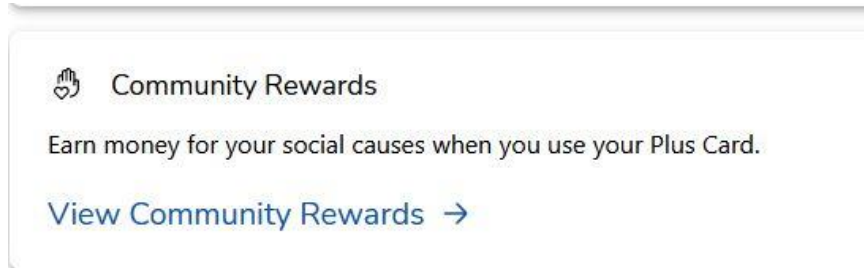 Community Rewards
Earn money for your social causes when you use your Plus Card.
View Community Rewards →